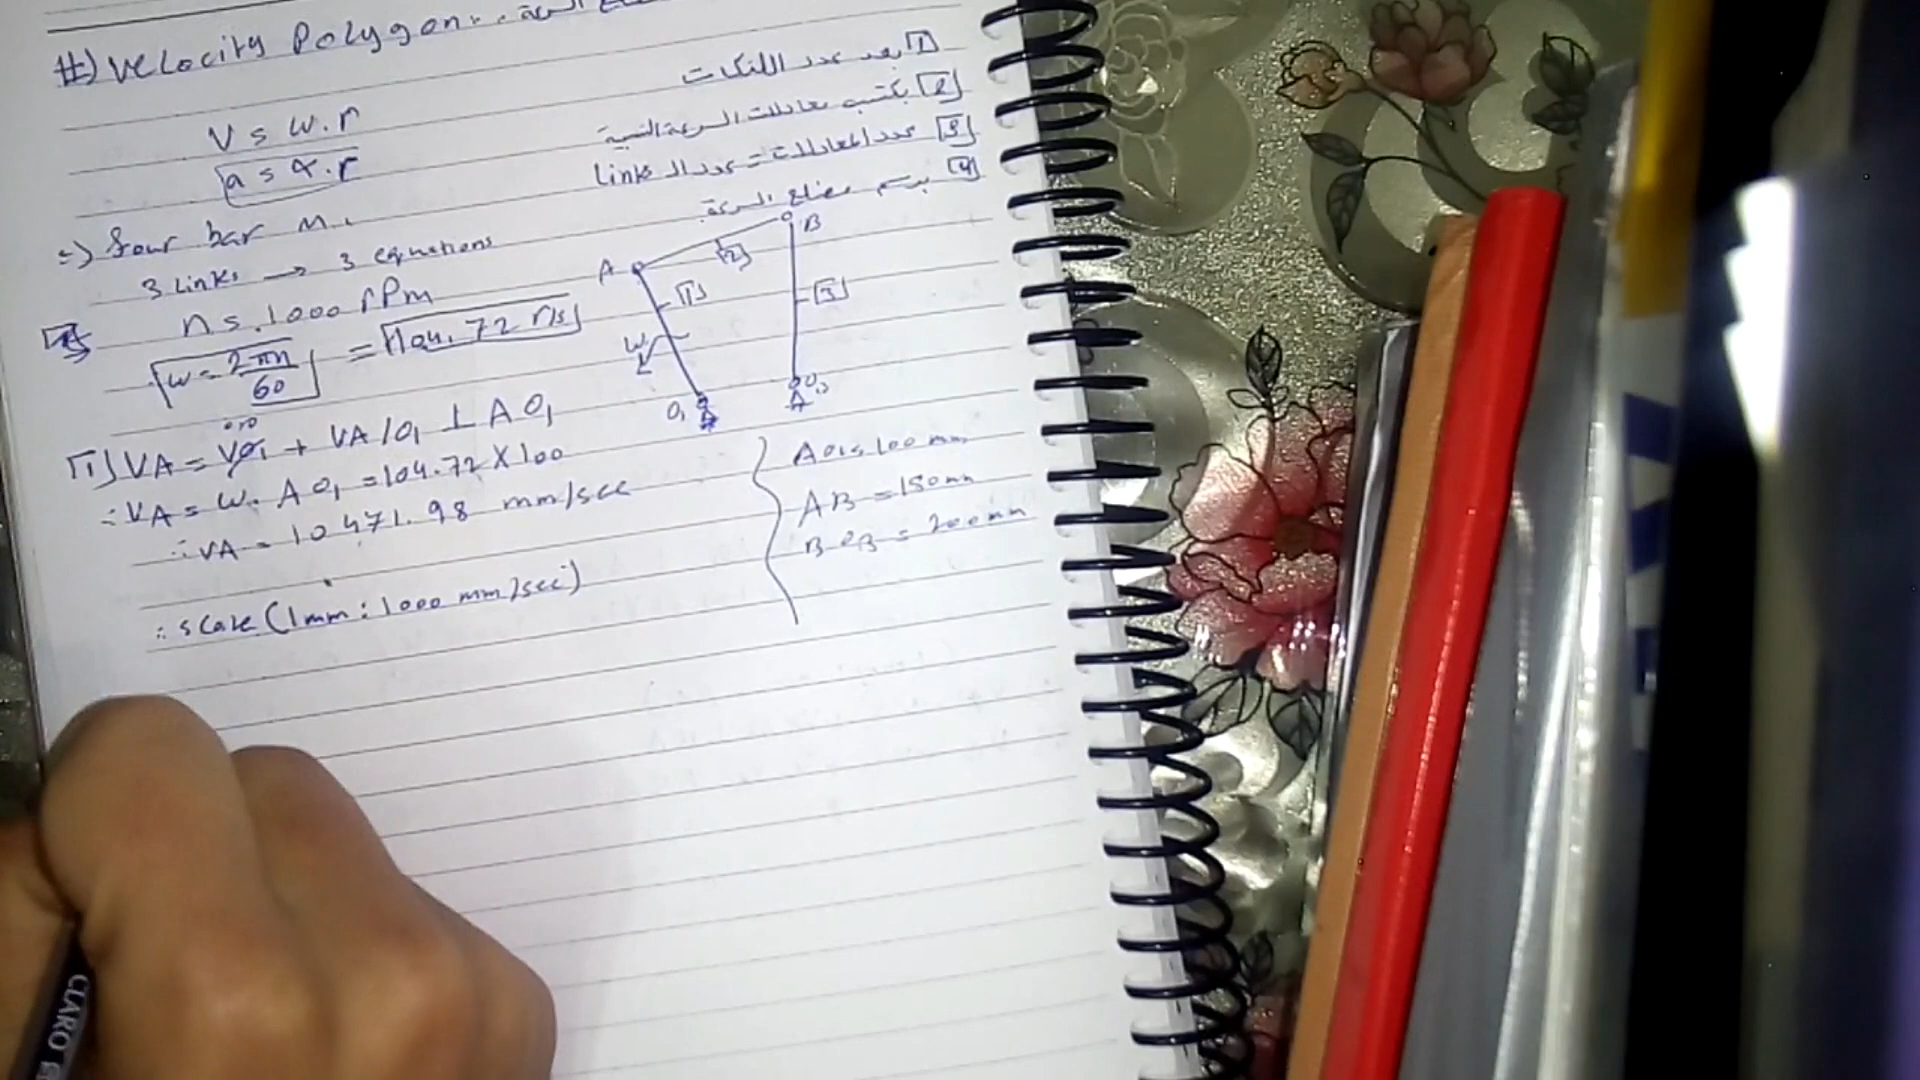 #) Velocity Polygon:
V = ω.r
a = α.r
=> four bar M.
3 Links → 3 equations
n = 1000 rPm
ω = 2πn/60 = 104.72 r/s
[1] VA = VO₁ + VA/O₁ ⊥ AO₁
0.0
∴ VA = ω. AO₁ = 104.72 X 100
∴ VA = 10471.98 mm/sec
∴ scale (1mm : 1000 mm/sec)
[1] بعد عدد اللنكات
[2] بكتب معادلات السرعة النسبية
[3] عدد المعادلات = عدد الـ Links
[4] برسم مضلع السرعة
A
B
[1]
[2]
[3]
ω
O₁
AO₁ = 100 mm
AB = 150 mm
= 200 mm
CLARO